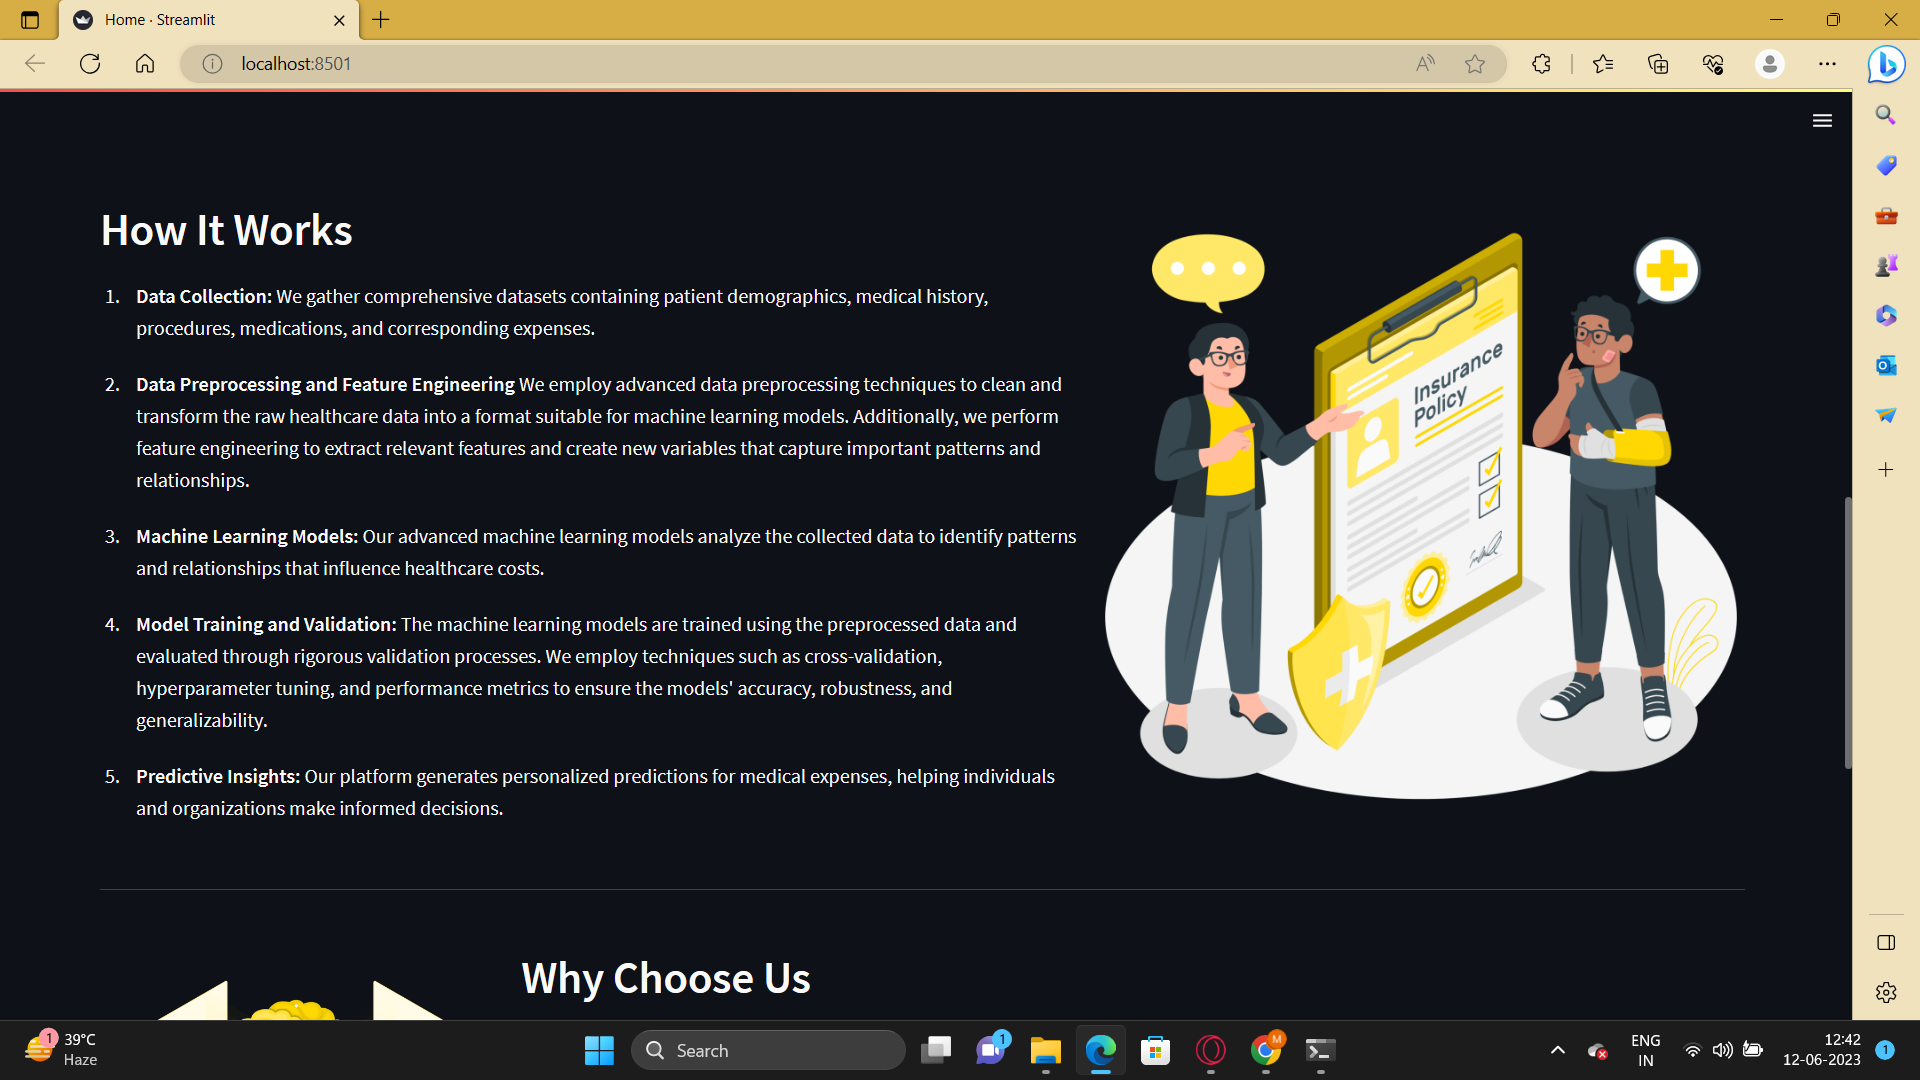 Home · Streamlit
localhost:8501
How It Works
1. Data Collection: We gather comprehensive datasets containing patient demographics, medical history,
procedures, medications, and corresponding expenses.
2. Data Preprocessing and Feature Engineering We employ advanced data preprocessing techniques to clean and
transform the raw healthcare data into a format suitable for machine learning models. Additionally, we perform
feature engineering to extract relevant features and create new variables that capture important patterns and
relationships.
3. Machine Learning Models: Our advanced machine learning models analyze the collected data to identify patterns
and relationships that influence healthcare costs.
4. Model Training and Validation: The machine learning models are trained using the preprocessed data and
evaluated through rigorous validation processes. We employ techniques such as cross-validation,
hyperparameter tuning, and performance metrics to ensure the models' accuracy, robustness, and
generalizability.
5. Predictive Insights: Our platform generates personalized predictions for medical expenses, helping individuals
and organizations make informed decisions.
Insurance
Policy
Why Choose Us
1
39°C
Haze
Search
1
M
ENG
IN
12:42
12-06-2023
1